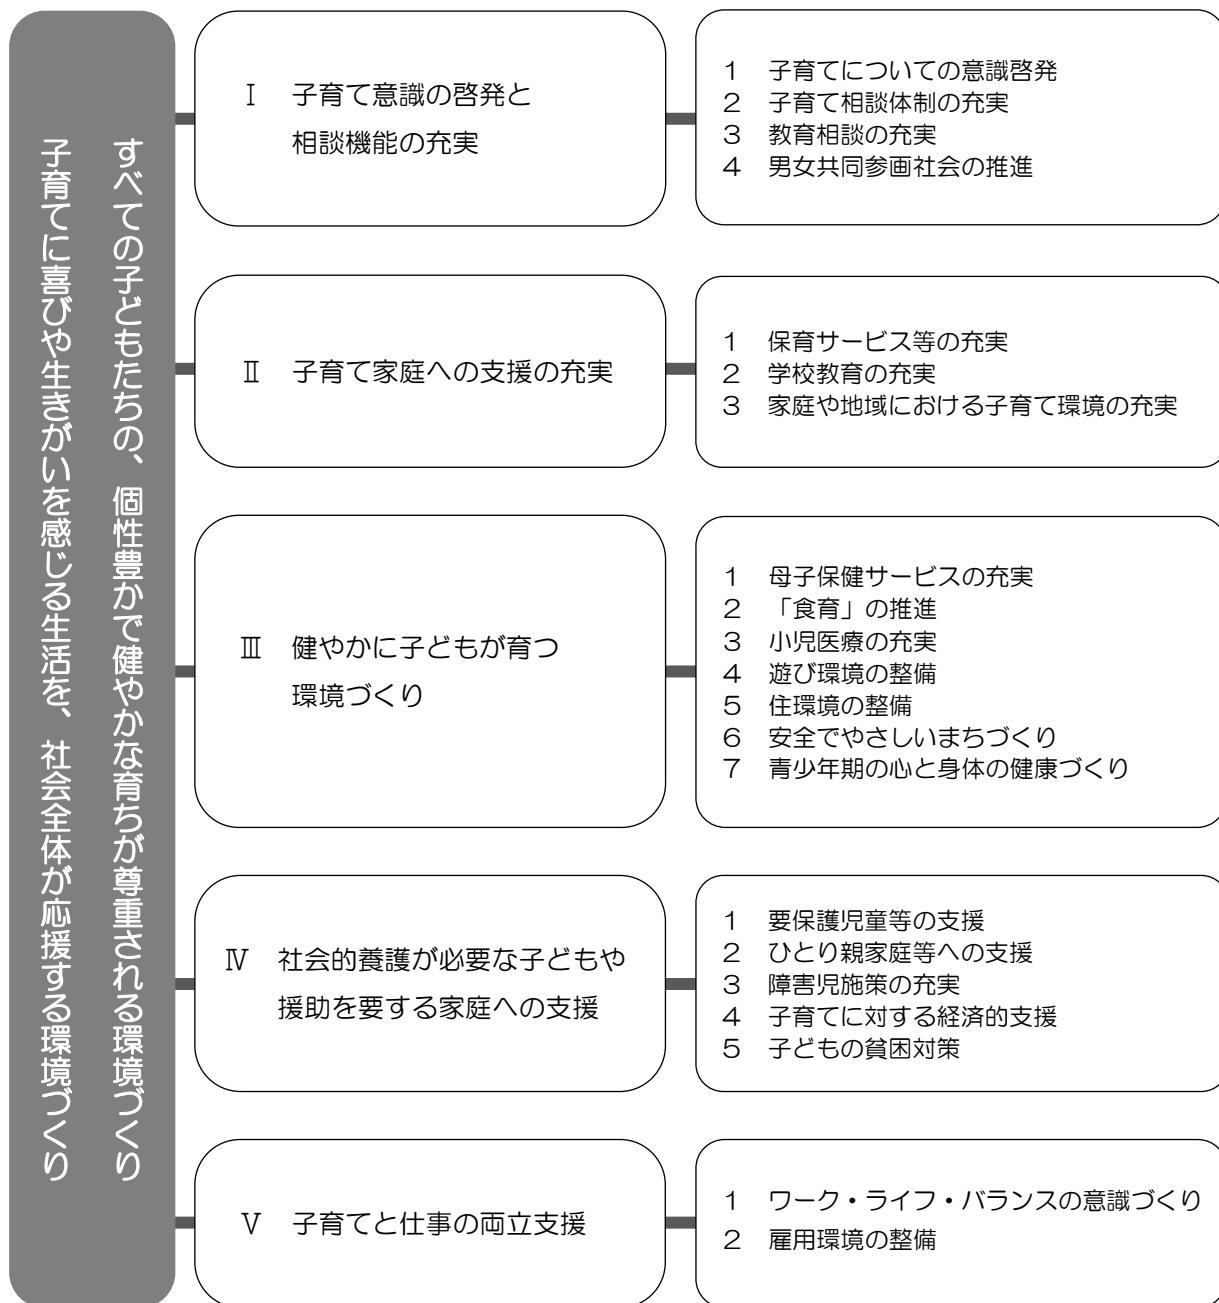 すべての子どもたちの、個性豊かで健やかな育ちが尊重される環境づくり
子育てに喜びや生きがいを感じる生活を、社会全体が応援する環境づくり
Ⅰ 子育て意識の啓発と
相談機能の充実
1 子育てについての意識啓発
2 子育て相談体制の充実
3 教育相談の充実
4 男女共同参画社会の推進
Ⅱ 子育て家庭への支援の充実
1 保育サービス等の充実
2 学校教育の充実
3 家庭や地域における子育て環境の充実
Ⅲ 健やかに子どもが育つ
環境づくり
1 母子保健サービスの充実
2 「食育」の推進
3 小児医療の充実
4 遊び環境の整備
5 住環境の整備
6 安全でやさしいまちづくり
7 青少年期の心と身体の健康づくり
Ⅳ 社会的養護が必要な子どもや
援助を要する家庭への支援
1 要保護児童等の支援
2 ひとり親家庭等への支援
3 障害児施策の充実
4 子育てに対する経済的支援
5 子どもの貧困対策
Ⅴ 子育てと仕事の両立支援
1 ワーク・ライフ・バランスの意識づくり
2 雇用環境の整備